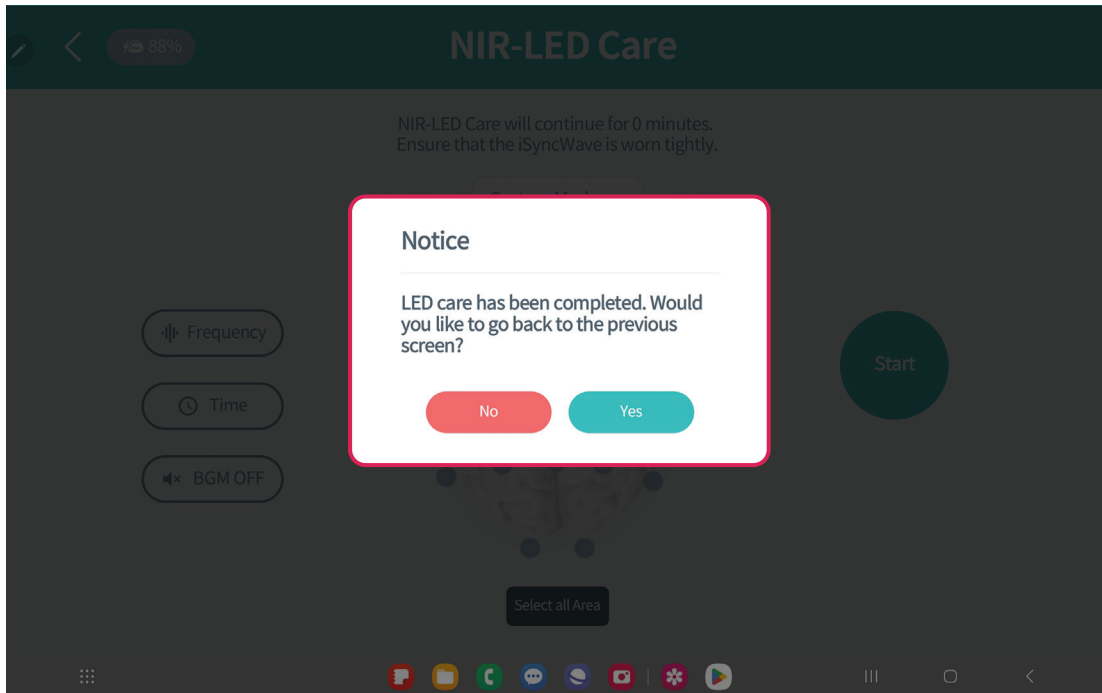 88%
NIR-LED Care
NIR-LED Care will continue for 0 minutes.
Ensure that the iSyncWave is worn tightly.
Notice
LED care has been completed. Would
you like to go back to the previous
screen?
No
Yes
Frequency
Time
BGM OFF
Start
Select all Area